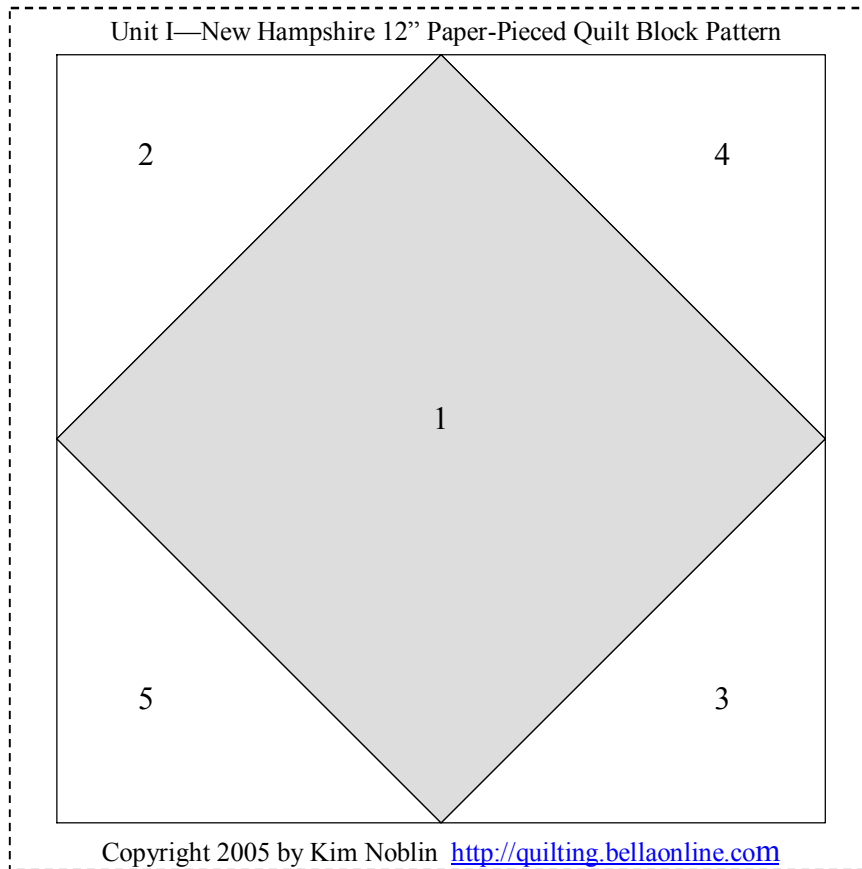 Unit I—New Hampshire 12” Paper-Pieced Quilt Block Pattern
2
4
1
5
3
Copyright 2005 by Kim Noblin http://quilting.bellaonline.com